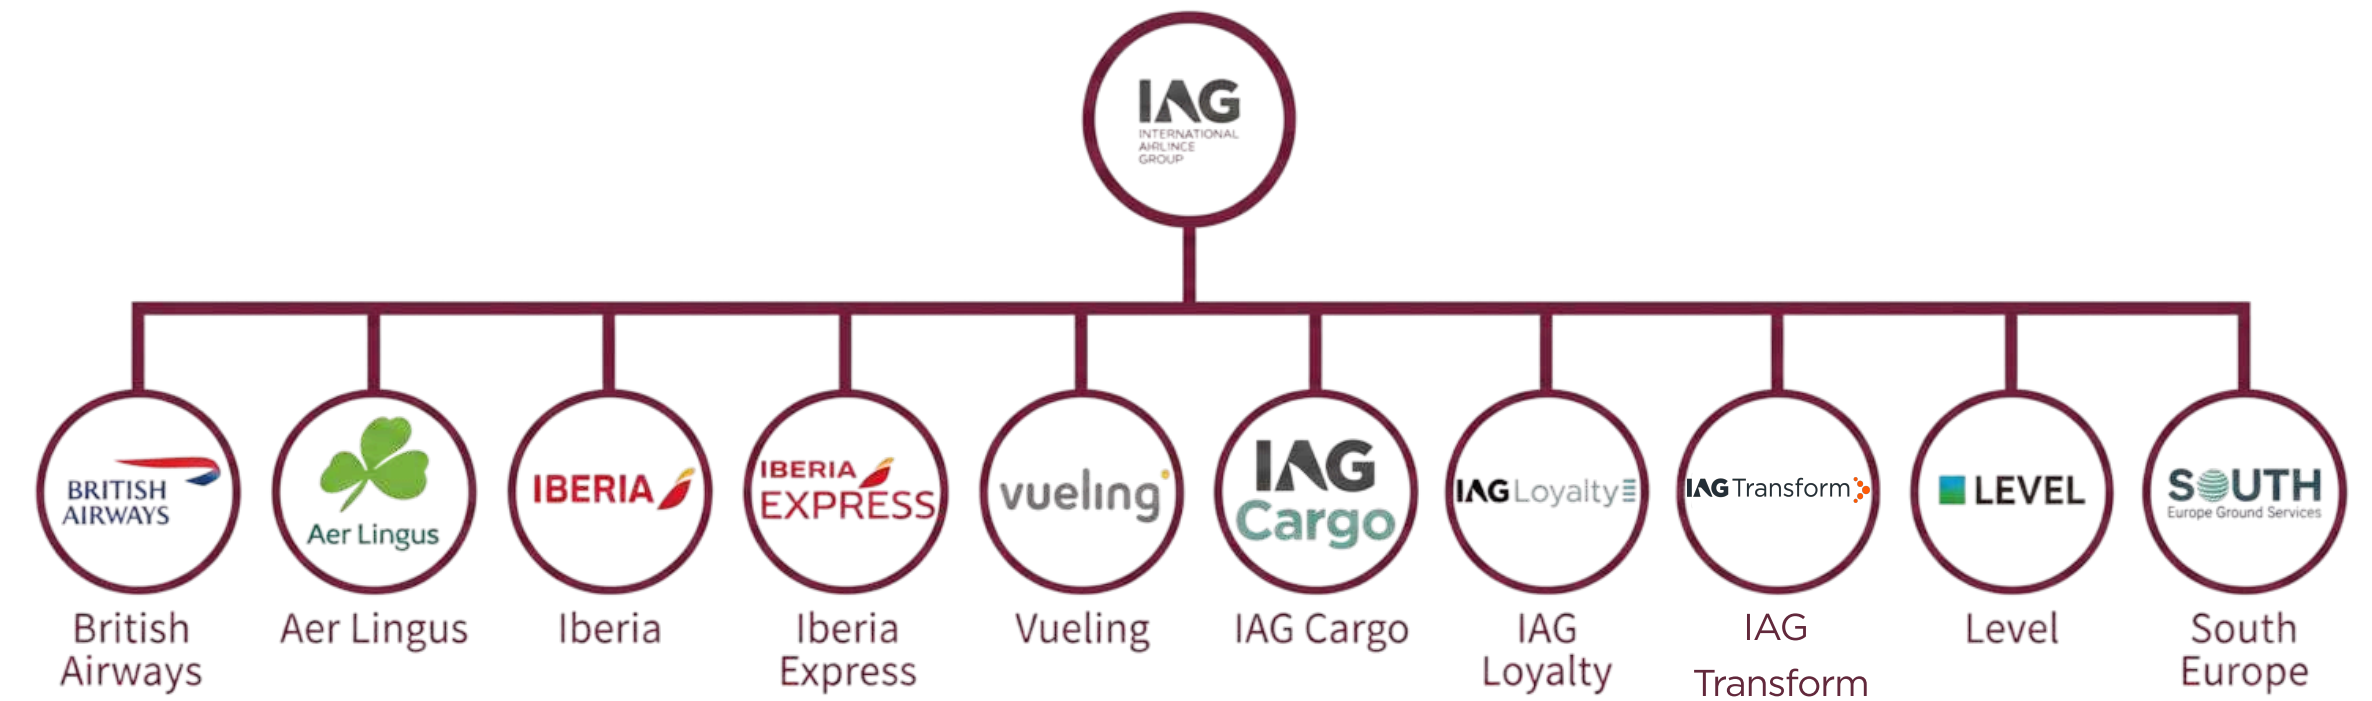 IAG
INTERNATIONAL
AIRLINCE
GROUP
BRITISH
AIRWAYS
Aer Lingus
IBERIA
IBERIA
EXPRESS
vueling
IAG
Cargo
IAG Loyalty
IAG Transform
LEVEL
SOUTH
Europe Ground Services
British
Airways
Aer Lingus
Iberia
Iberia
Express
Vueling
IAG Cargo
IAG
Loyalty
IAG
Transform
Level
South
Europe